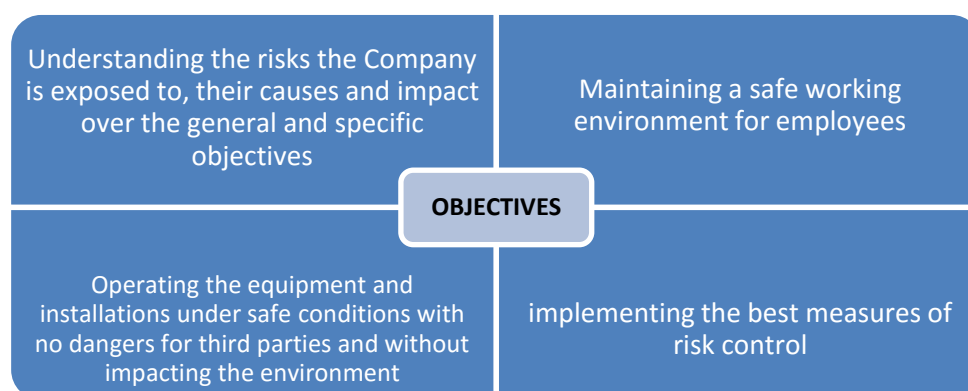 Understanding the risks the Company
is exposed to, their causes and impact
over the general and specific
objectives
Maintaining a safe working
environment for employees
OBJECTIVES
Operating the equipment and
installations under safe conditions with
no dangers for third parties and without
impacting the environment
implementing the best measures of
risk control